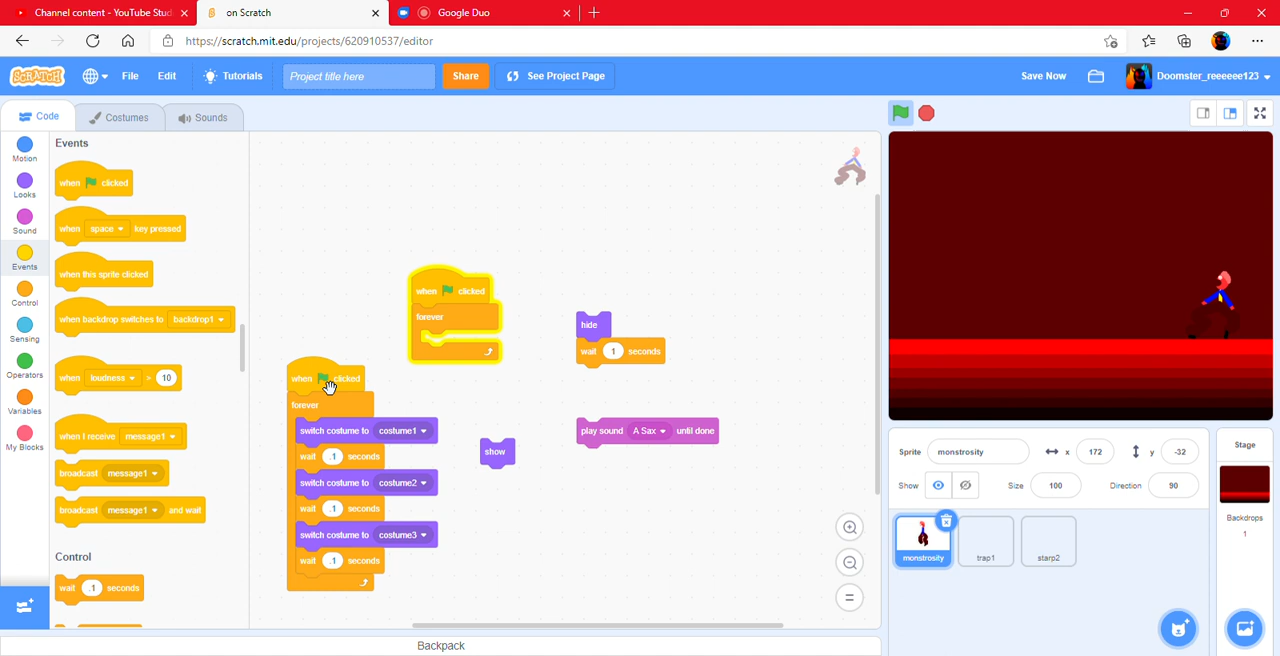 Channel content - YouTube Stud
on Scratch
Google Duo
https://scratch.mit.edu/projects/620910537/editor
SCRATCH
File
Edit
Tutorials
Project title here
Share
See Project Page
Save Now
Doomster_reeeeee123
Code
Costumes
Sounds
Motion
Looks
Sound
Events
Control
Sensing
Operators
Variables
My Blocks
Events
when clicked
when space key pressed
when this sprite clicked
when backdrop switches to backdrop1
when loudness > 10
when I receive message1
broadcast message1
broadcast message1 and wait
Control
wait .1 seconds
when clicked
forever
hide
wait 1 seconds
when clicked
forever
switch costume to costume1
wait .1 seconds
switch costume to costume2
wait .1 seconds
switch costume to costume3
wait .1 seconds
show
play sound A Sax until done
Backpack
Sprite monstrosity x 172 y -32
Show Size 100 Direction 90
monstrosity
trap1
starp2
Stage
Backdrops
1